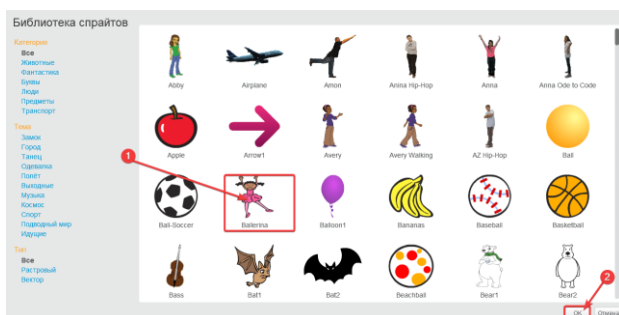 Библиотека спрайтов
Категория
Все
Животные
Фантастика
Буквы
Люди
Предметы
Транспорт
Тема
Замок
Город
Танец
Одевалка
Полёт
Выходные
Музыка
Космос
Спорт
Подводный мир
Идущие
Тип
Все
Растровый
Вектор
Abby
Airplane
Amon
Anina Hip-Hop
Anna
Anna Ode to Code
Apple
Arrow1
Avery
Avery Walking
AZ Hip-Hop
Ball
1
Ball-Soccer
Ballerina
Balloon1
Bananas
Baseball
Basketball
Bass
Bat1
Bat2
Beachball
Bear1
Bear2
2
OK
Отмена